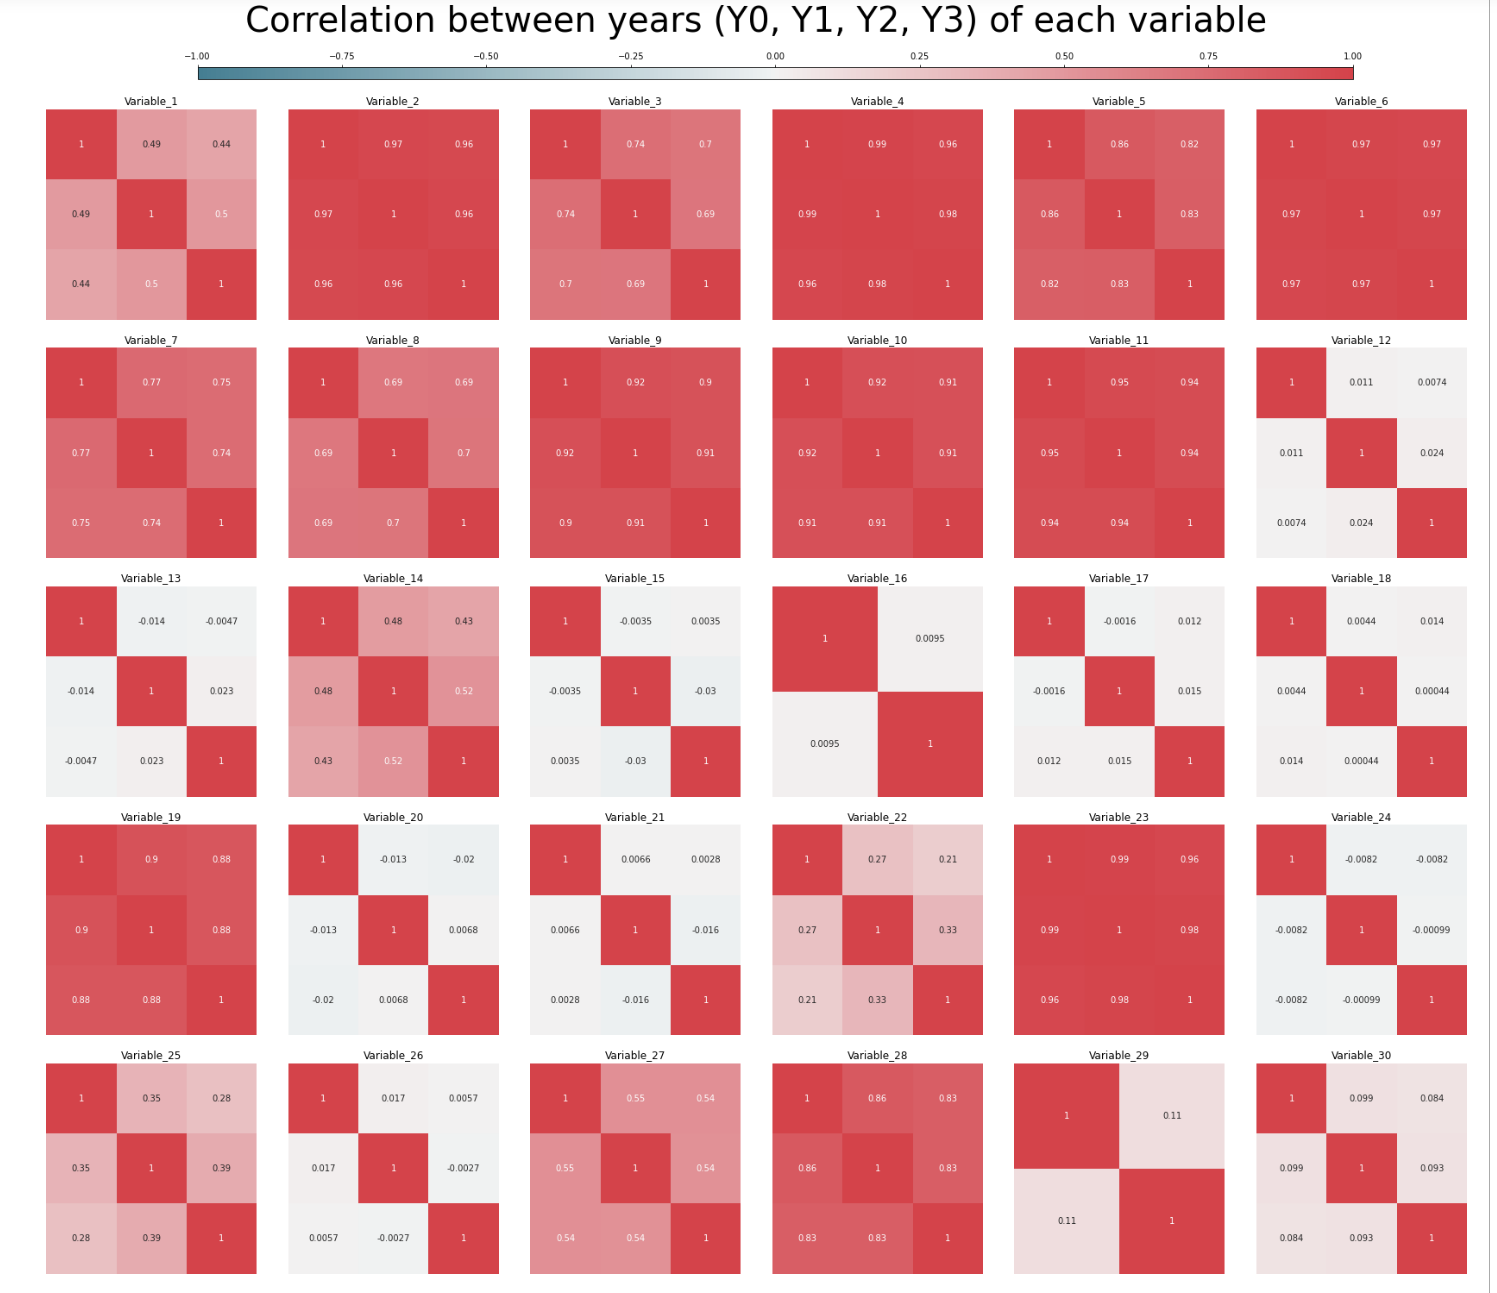 Correlation between years (Y0, Y1, Y2, Y3) of each variable
−1.00 −0.75 −0.50 −0.25 0.00 0.25 0.50 0.75 1.00
Variable_1 Variable_2 Variable_3 Variable_4 Variable_5 Variable_6
1 0.49 0.44 1 0.97 0.96 1 0.74 0.7 1 0.99 0.96 1 0.86 0.82 1 0.97 0.97
0.49 1 0.5 0.97 1 0.96 0.74 1 0.69 0.99 1 0.98 0.86 1 0.83 0.97 1 0.97
0.44 0.5 1 0.96 0.96 1 0.7 0.69 1 0.96 0.98 1 0.82 0.83 1 0.97 0.97 1
Variable_7 Variable_8 Variable_9 Variable_10 Variable_11 Variable_12
1 0.77 0.75 1 0.69 0.69 1 0.92 0.9 1 0.92 0.91 1 0.95 0.94 1 0.011 0.0074
0.77 1 0.74 0.69 1 0.7 0.92 1 0.91 0.92 1 0.91 0.95 1 0.94 0.011 1 0.024
0.75 0.74 1 0.69 0.7 1 0.9 0.91 1 0.91 0.91 1 0.94 0.94 1 0.0074 0.024 1
Variable_13 Variable_14 Variable_15 Variable_16 Variable_17 Variable_18
1 -0.014 -0.0047 1 0.48 0.43 1 -0.0035 0.0035 1 0.0095 1 -0.0016 0.012 1 0.0044 0.014
-0.014 1 0.023 0.48 1 0.52 -0.0035 1 -0.03 -0.0016 1 0.015 0.0044 1 0.00044
-0.0047 0.023 1 0.43 0.52 1 0.0035 -0.03 1 0.0095 1 0.012 0.015 1 0.014 0.00044 1
Variable_19 Variable_20 Variable_21 Variable_22 Variable_23 Variable_24
1 0.9 0.88 1 -0.013 -0.02 1 0.0066 0.0028 1 0.27 0.21 1 0.99 0.96 1 -0.0082 -0.0082
0.9 1 0.88 -0.013 1 0.0068 0.0066 1 -0.016 0.27 1 0.33 0.99 1 0.98 -0.0082 1 -0.00099
0.88 0.88 1 -0.02 0.0068 1 0.0028 -0.016 1 0.21 0.33 1 0.96 0.98 1 -0.0082 -0.00099 1
Variable_25 Variable_26 Variable_27 Variable_28 Variable_29 Variable_30
1 0.35 0.28 1 0.017 0.0057 1 0.55 0.54 1 0.86 0.83 1 0.11 1 0.099 0.084
0.35 1 0.39 0.017 1 -0.0027 0.55 1 0.54 0.86 1 0.83 0.099 1 0.093
0.28 0.39 1 0.0057 -0.0027 1 0.54 0.54 1 0.83 0.83 1 0.11 1 0.084 0.093 1